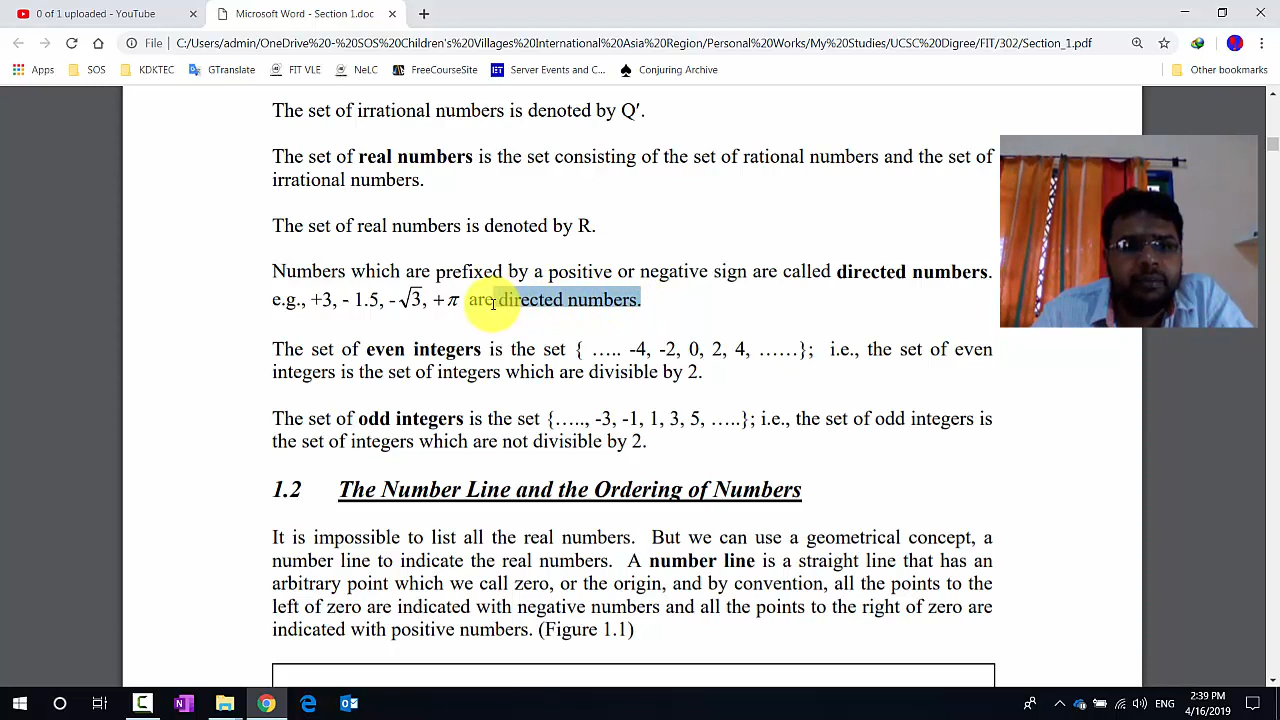 0 of 1 uploaded - YouTube
Microsoft Word - Section 1.doc
File
C:/Users/admin/OneDrive%20-%20SOS%20Children's%20Villages%20International%20Asia%20Region/Personal%20Works/My%20Studies/UCSC%20Degree/FIT/302/Section_1.pdf
Apps
SOS
KDKTEC
GTranslate
FIT VLE
NeLC
FreeCourseSite
Server Events and C...
Conjuring Asearch
Other bookmarks
The set of irrational numbers is denoted by Q′.
The set of real numbers is the set consisting of the set of rational numbers and the set of
irrational numbers.
The set of real numbers is denoted by R.
Numbers which are prefixed by a positive or negative sign are called directed numbers.
e.g., +3, - 1.5, -√3, +π are directed numbers.
The set of even integers is the set { ….. -4, -2, 0, 2, 4, ……}; i.e., the set of even
integers is the set of integers which are divisible by 2.
The set of odd integers is the set {….., -3, -1, 1, 3, 5, …..}; i.e., the set of odd integers is
the set of integers which are not divisible by 2.
1.2 The Number Line and the Ordering of Numbers
It is impossible to list all the real numbers. But we can use a geometrical concept, a
number line to indicate the real numbers. A number line is a straight line that has an
arbitrary point which we call zero, or the origin, and by convention, all the points to the
left of zero are indicated with negative numbers and all the points to the right of zero are
indicated with positive numbers. (Figure 1.1)
ENG
2:39 PM
4/16/2019